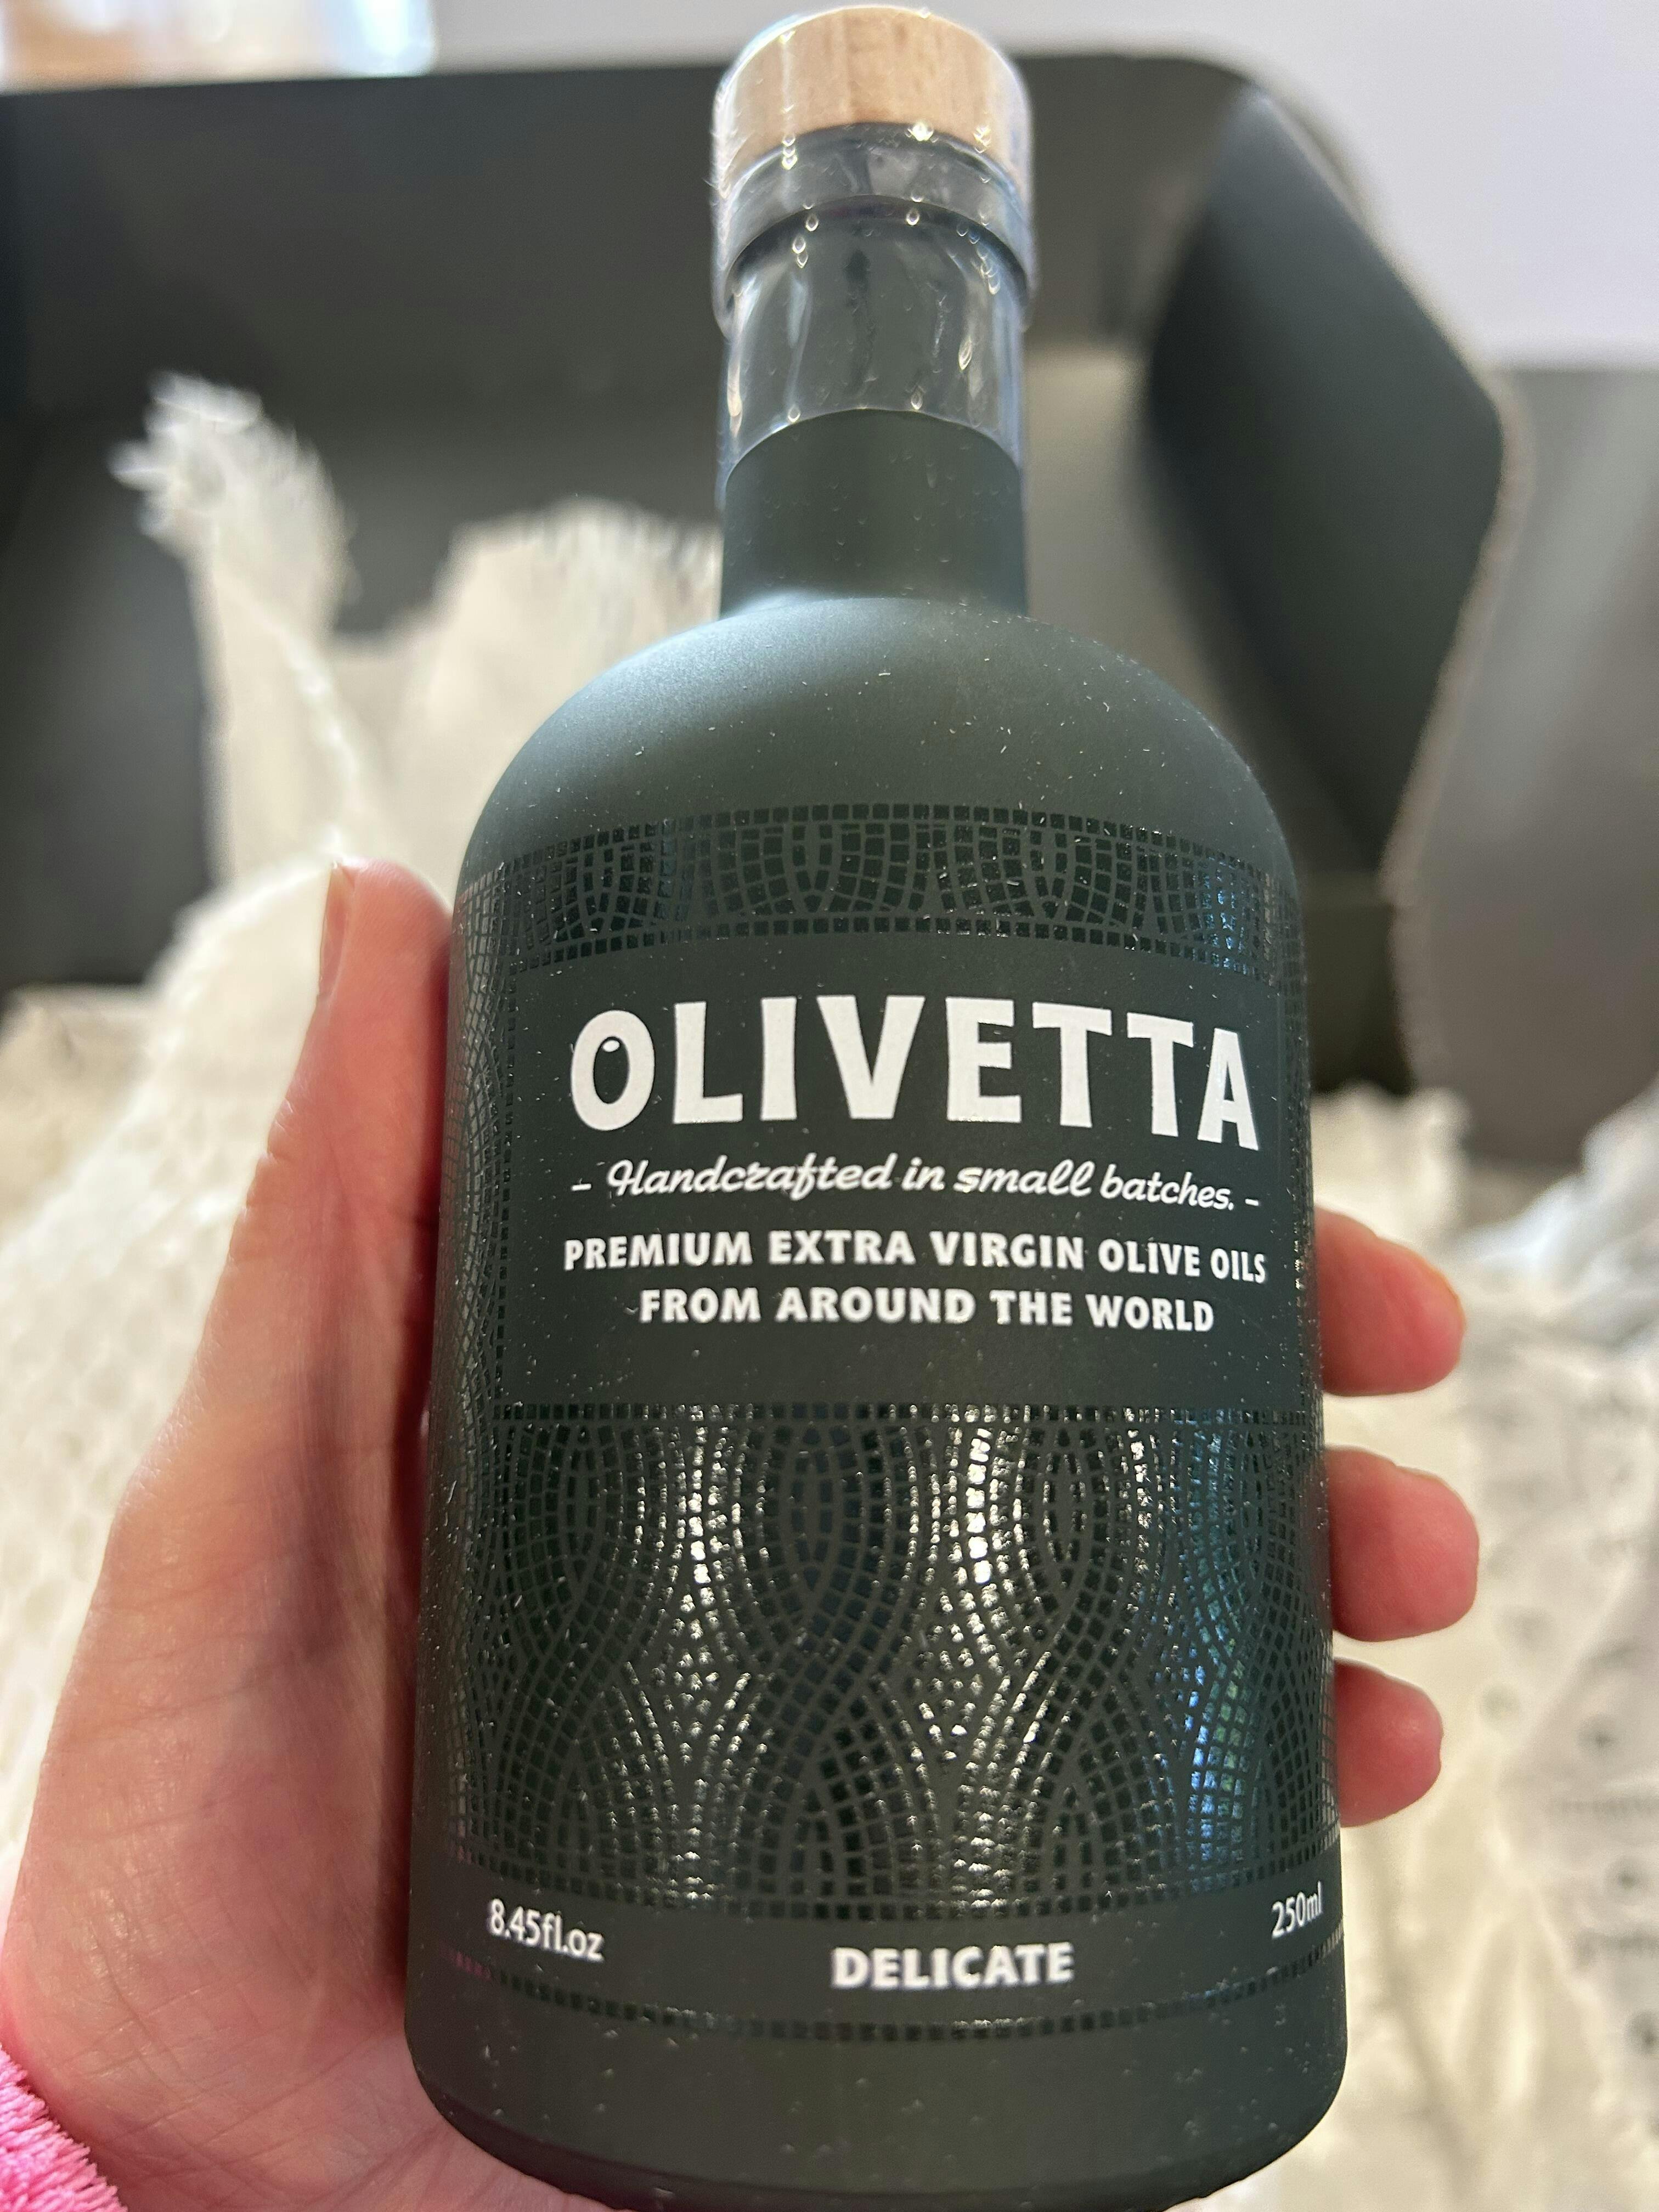 OLIVETTA
- Handcrafted in small batches. -
PREMIUM EXTRA VIRGIN OLIVE OILS
FROM AROUND THE WORLD
8.45fl.oz
DELICATE
250ml